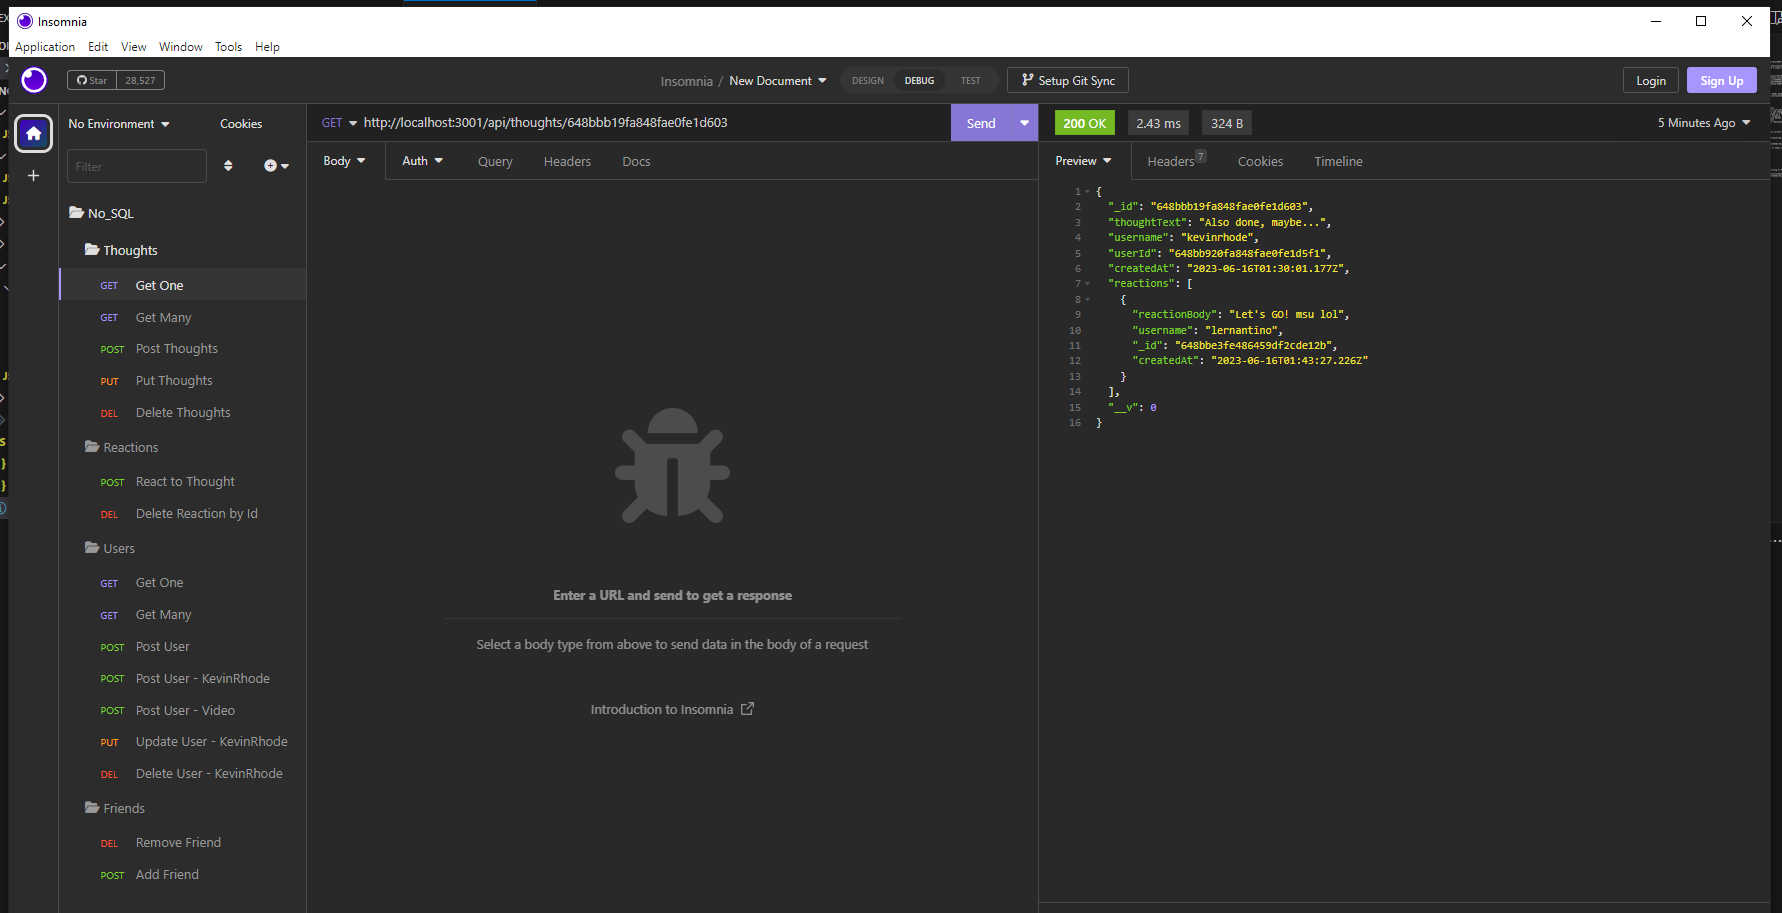 Insomnia
Application Edit View Window Tools Help
Star 28,527
Insomnia / New Document
DESIGN DEBUG TEST
Setup Git Sync
Login Sign Up
No Environment Cookies
Filter
No_SQL
Thoughts
GET Get One
GET Get Many
POST Post Thoughts
PUT Put Thoughts
DEL Delete Thoughts
Reactions
POST React to Thought
DEL Delete Reaction by Id
Users
GET Get One
GET Get Many
POST Post User
POST Post User - KevinRhode
POST Post User - Video
PUT Update User - KevinRhode
DEL Delete User - KevinRhode
Friends
DEL Remove Friend
POST Add Friend
GET http://localhost:3001/api/thoughts/648bbb19fa848fae0fe1d603 Send
Body Auth Query Headers Docs
Enter a URL and send to get a response
Select a body type from above to send data in the body of a request
Introduction to Insomnia
200 OK 2.43 ms 324 B 5 Minutes Ago
Preview Headers 7 Cookies Timeline
1 {
2 "_id": "648bbb19fa848fae0fe1d603",
3 "thoughtText": "Also done, maybe...",
4 "username": "kevinrhode",
5 "userId": "648bb920fa848fae0fe1d5f1",
6 "createdAt": "2023-06-16T01:30:01.177Z",
7 "reactions": [
8 {
9 "reactionBody": "Let's GO! msu lol",
10 "username": "lernantino",
11 "_id": "648bbe3fe486459df2cde12b",
12 "createdAt": "2023-06-16T01:43:27.226Z"
13 }
14 ],
15 "__v": 0
16 }